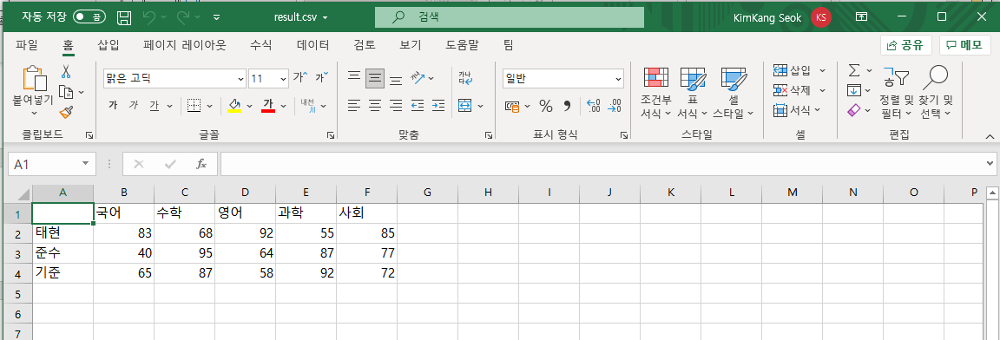 자동 저장 끔 result.csv 검색 KimKang Seok KS
파일 홈 삽입 페이지 레이아웃 수식 데이터 검토 보기 도움말 팀 공유 메모
맑은 고딕 11 가 가 가나다 일반 삽입
붙여넣기 조건부 서식 표 서식 셀 스타일 삭제 정렬 및 필터 찾기 및 선택
가 가 가 가 내천 % 서식
클립보드 글꼴 맞춤 표시 형식 스타일 셀 편집
A1 fx
A B C D E F G H I J K L M N O P
1 국어 수학 영어 과학 사회
2 태현 83 68 92 55 85
3 준수 40 95 64 87 77
4 기준 65 87 58 92 72
5
6
7